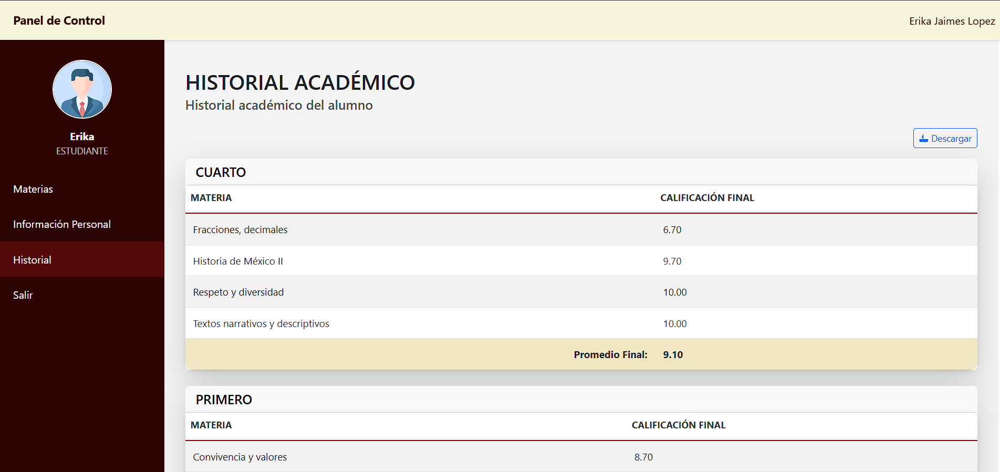 Panel de Control
Erika Jaimes Lopez
Erika
ESTUDIANTE
Materias
Información Personal
Historial
Salir
HISTORIAL ACADÉMICO
Historial académico del alumno
Descargar
CUARTO
MATERIA CALIFICACIÓN FINAL
Fracciones, decimales 6.70
Historia de México II 9.70
Respeto y diversidad 10.00
Textos narrativos y descriptivos 10.00
Promedio Final: 9.10
PRIMERO
MATERIA CALIFICACIÓN FINAL
Convivencia y valores 8.70